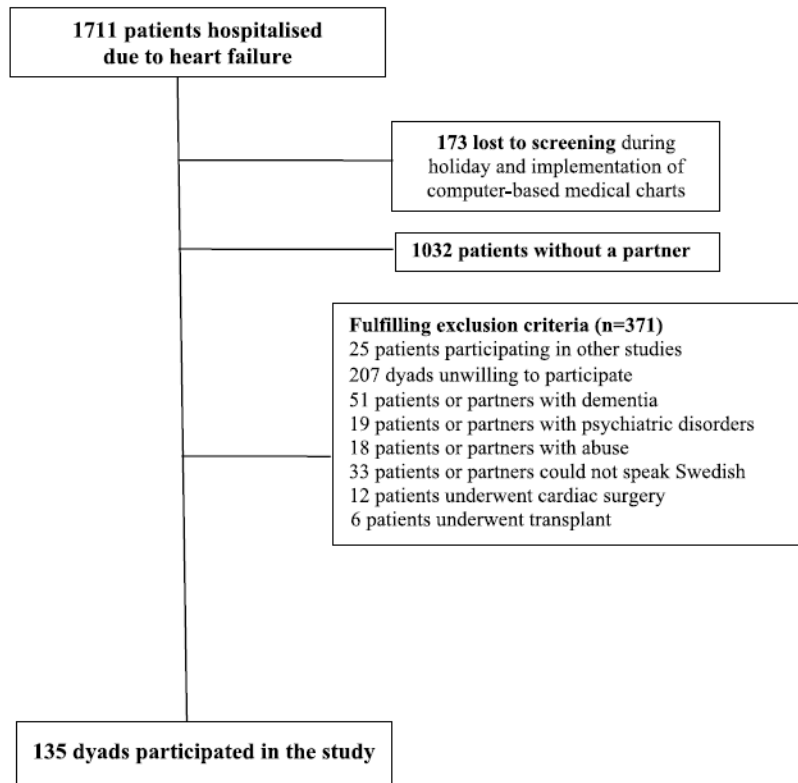 1711 patients hospitalised
due to heart failure
173 lost to screening during
holiday and implementation of
computer-based medical charts
1032 patients without a partner
Fulfilling exclusion criteria (n=371)
25 patients participating in other studies
207 dyads unwilling to participate
51 patients or partners with dementia
19 patients or partners with psychiatric disorders
18 patients or partners with abuse
33 patients or partners could not speak Swedish
12 patients underwent cardiac surgery
6 patients underwent transplant
135 dyads participated in the study